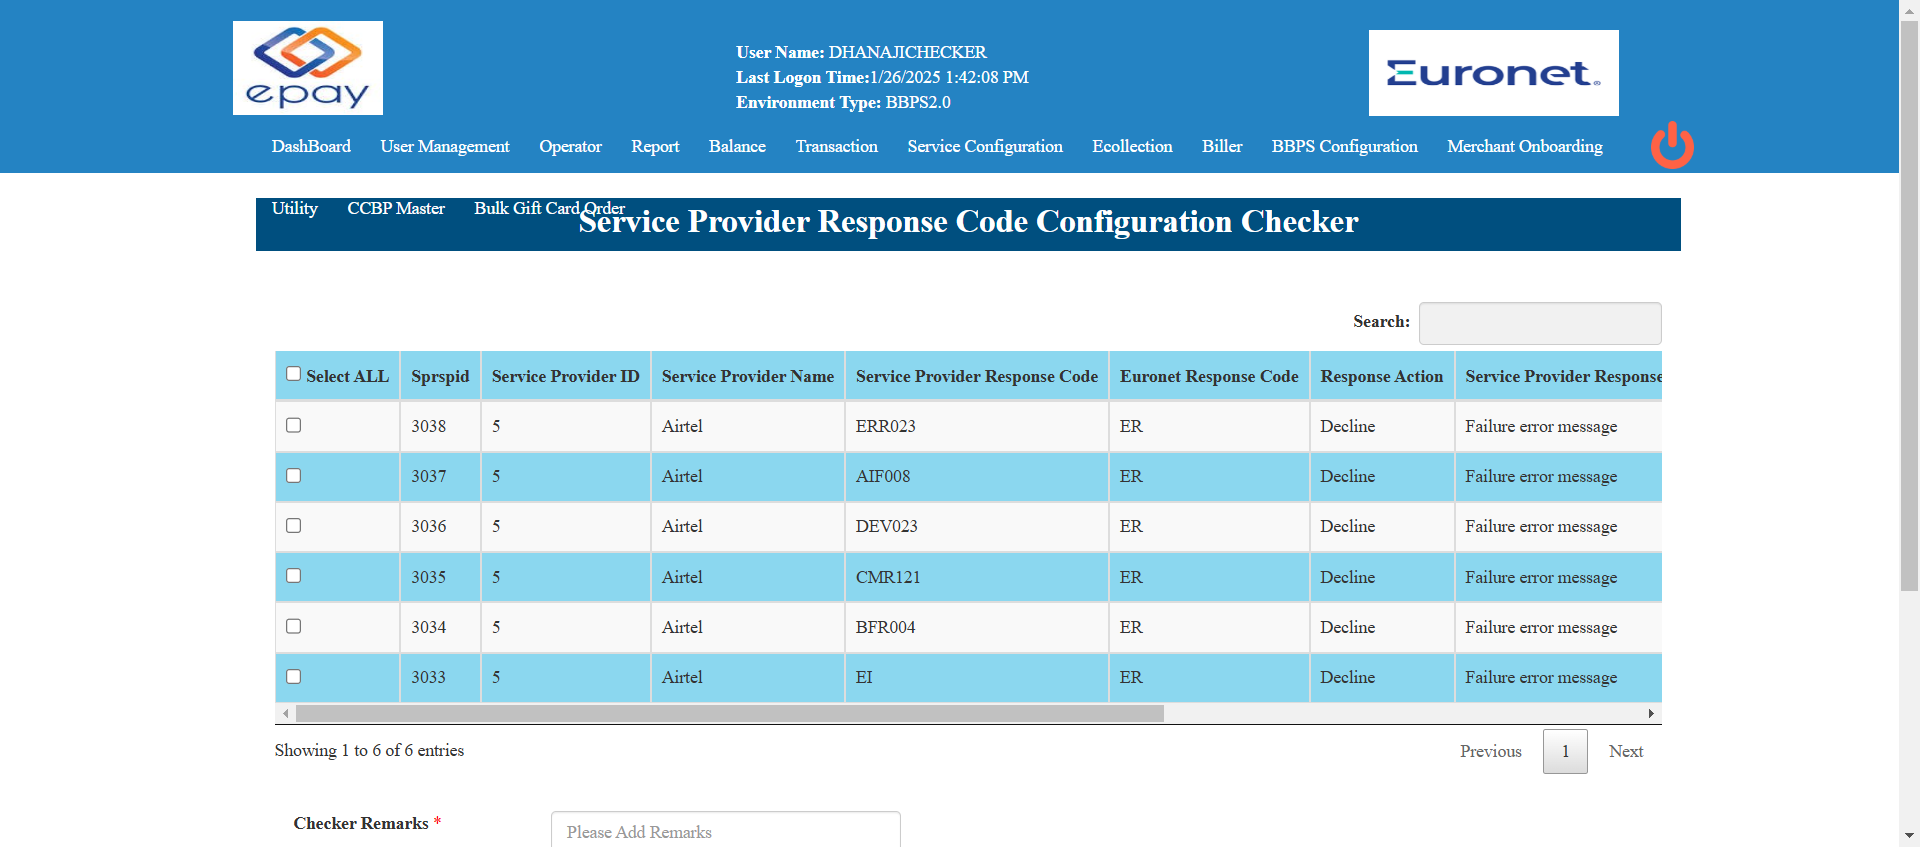 epay
User Name: DHANAJICHECKER
Last Logon Time:1/26/2025 1:42:08 PM
Environment Type: BBPS2.0
Euronet
DashBoard User Management Operator Report Balance Transaction Service Configuration Ecollection Biller BBPS Configuration Merchant Onboarding
Utility CCBP Master Bulk Gift Card Order
Service Provider Response Code Configuration Checker
Search:
Select ALL Sprspid Service Provider ID Service Provider Name Service Provider Response Code Euronet Response Code Response Action Service Provider Response
3038 5 Airtel ERR023 ER Decline Failure error message
3037 5 Airtel AIF008 ER Decline Failure error message
3036 5 Airtel DEV023 ER Decline Failure error message
3035 5 Airtel CMR121 ER Decline Failure error message
3034 5 Airtel BFR004 ER Decline Failure error message
3033 5 Airtel EI ER Decline Failure error message
Showing 1 to 6 of 6 entries
Previous 1 Next
Checker Remarks *
Please Add Remarks